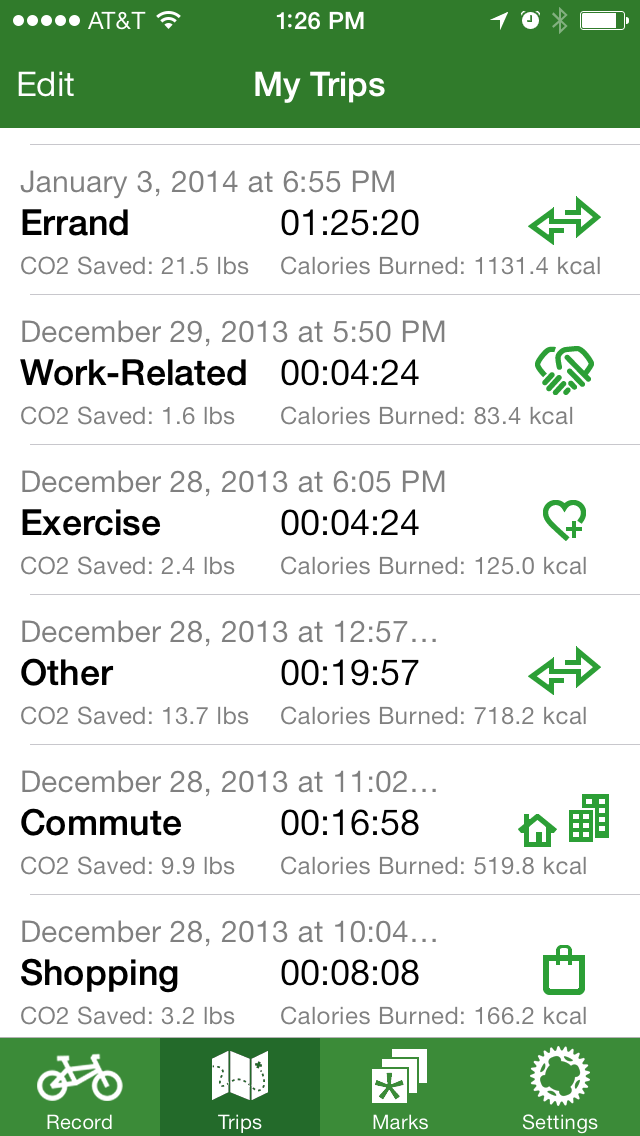 AT&T 1:26 PM
Edit My Trips
January 3, 2014 at 6:55 PM
Errand 01:25:20
CO2 Saved: 21.5 lbs Calories Burned: 1131.4 kcal
December 29, 2013 at 5:50 PM
Work-Related 00:04:24
CO2 Saved: 1.6 lbs Calories Burned: 83.4 kcal
December 28, 2013 at 6:05 PM
Exercise 00:04:24
CO2 Saved: 2.4 lbs Calories Burned: 125.0 kcal
December 28, 2013 at 12:57...
Other 00:19:57
CO2 Saved: 13.7 lbs Calories Burned: 718.2 kcal
December 28, 2013 at 11:02...
Commute 00:16:58
CO2 Saved: 9.9 lbs Calories Burned: 519.8 kcal
December 28, 2013 at 10:04...
Shopping 00:08:08
CO2 Saved: 3.2 lbs Calories Burned: 166.2 kcal
Record Trips Marks Settings